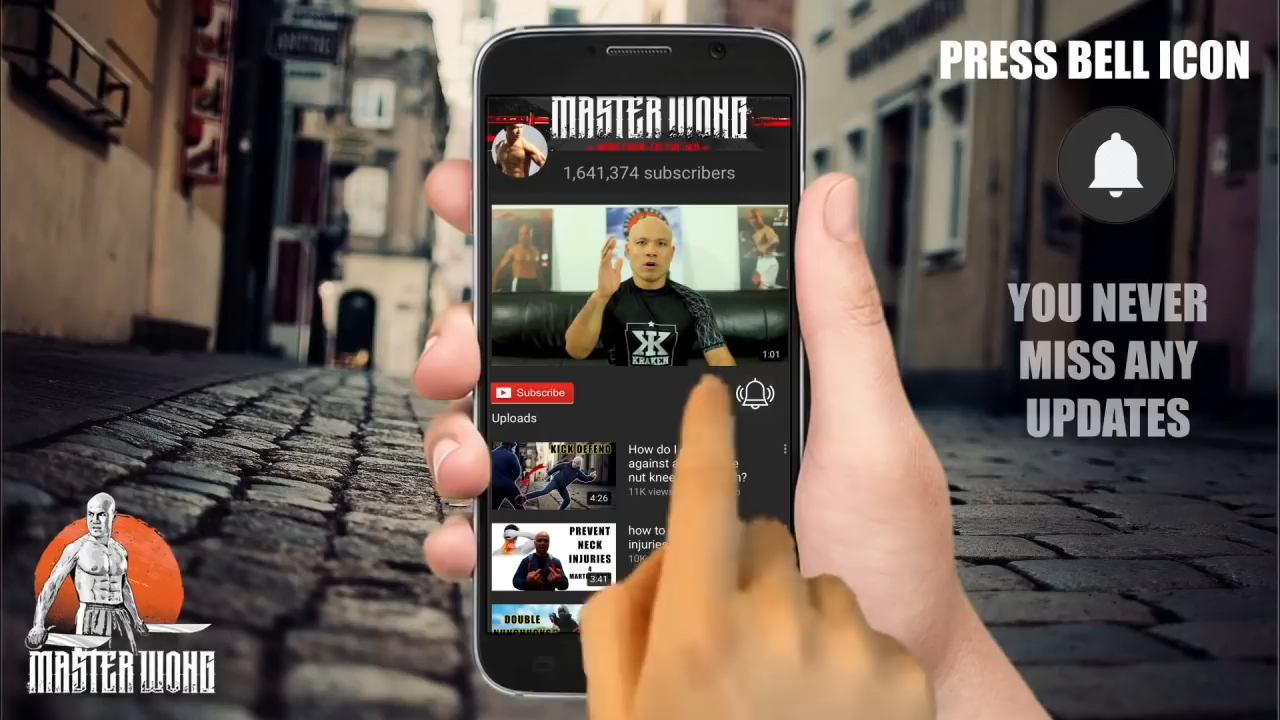 PRESS BELL ICON
MASTER WONG
1,641,374 subscribers
YOU NEVER
MISS ANY
UPDATES
KRAKEN
1:01
Subscribe
Uploads
KICK DEFEND
4:26
How do I
against a
nut knee
11K views
PREVENT
NECK
INJURIES
4
3:41
how to
injuries
10K
DOUBLE
MASTER WONG